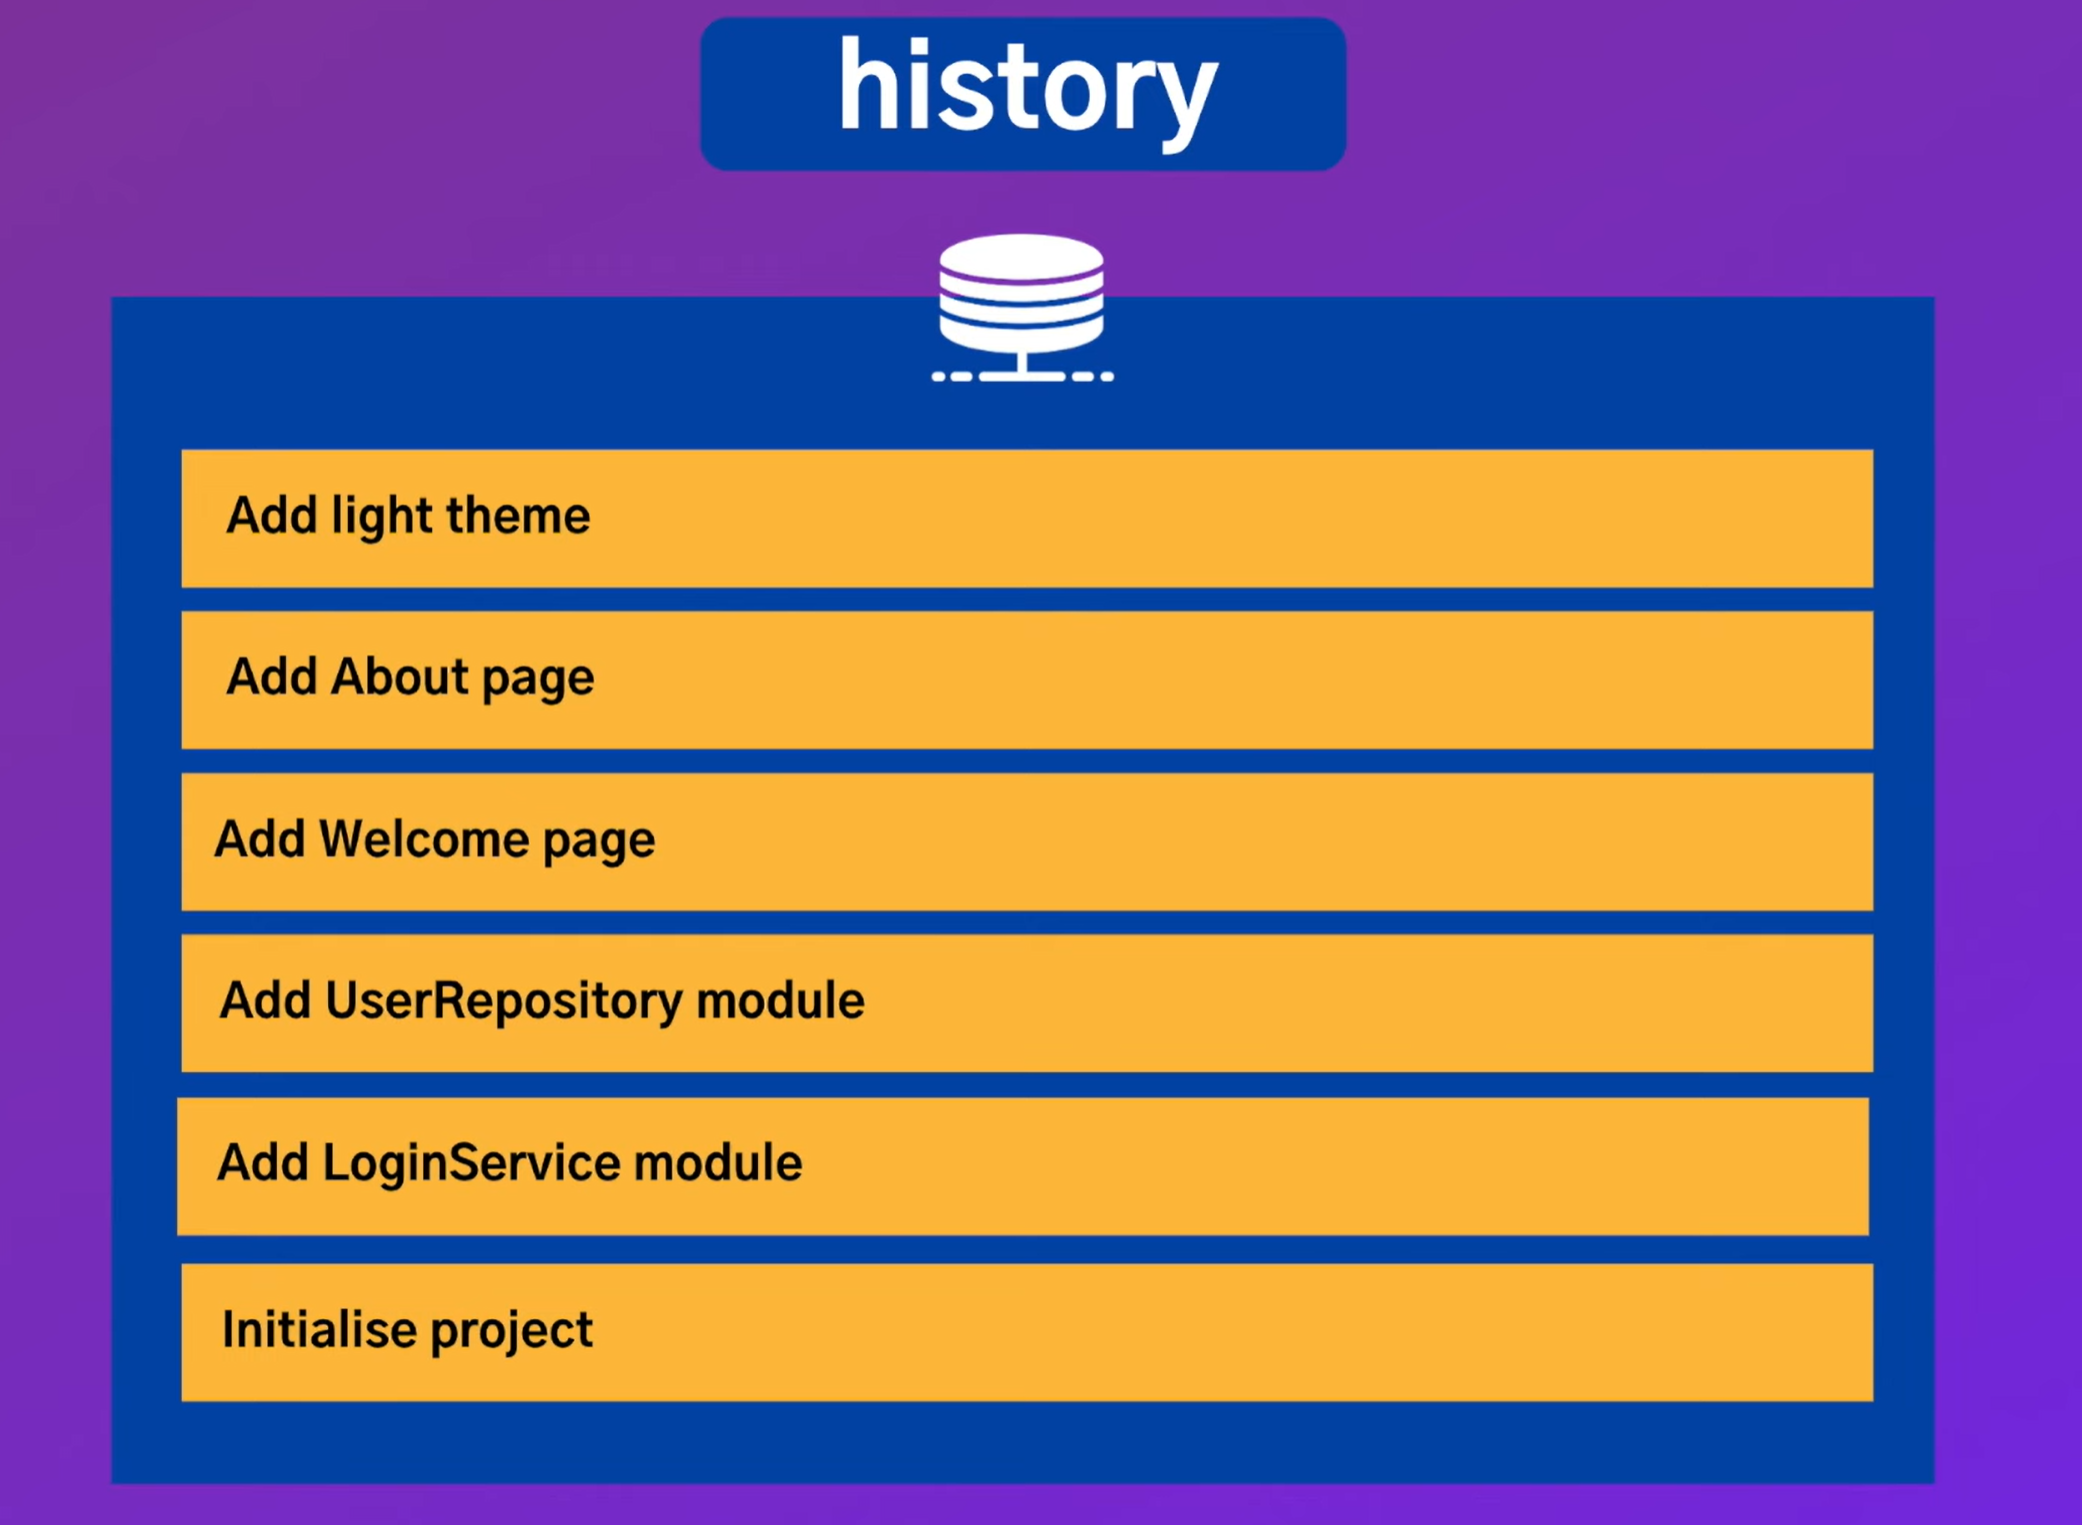 history
Add light theme
Add About page
Add Welcome page
Add UserRepository module
Add LoginService module
Initialise project